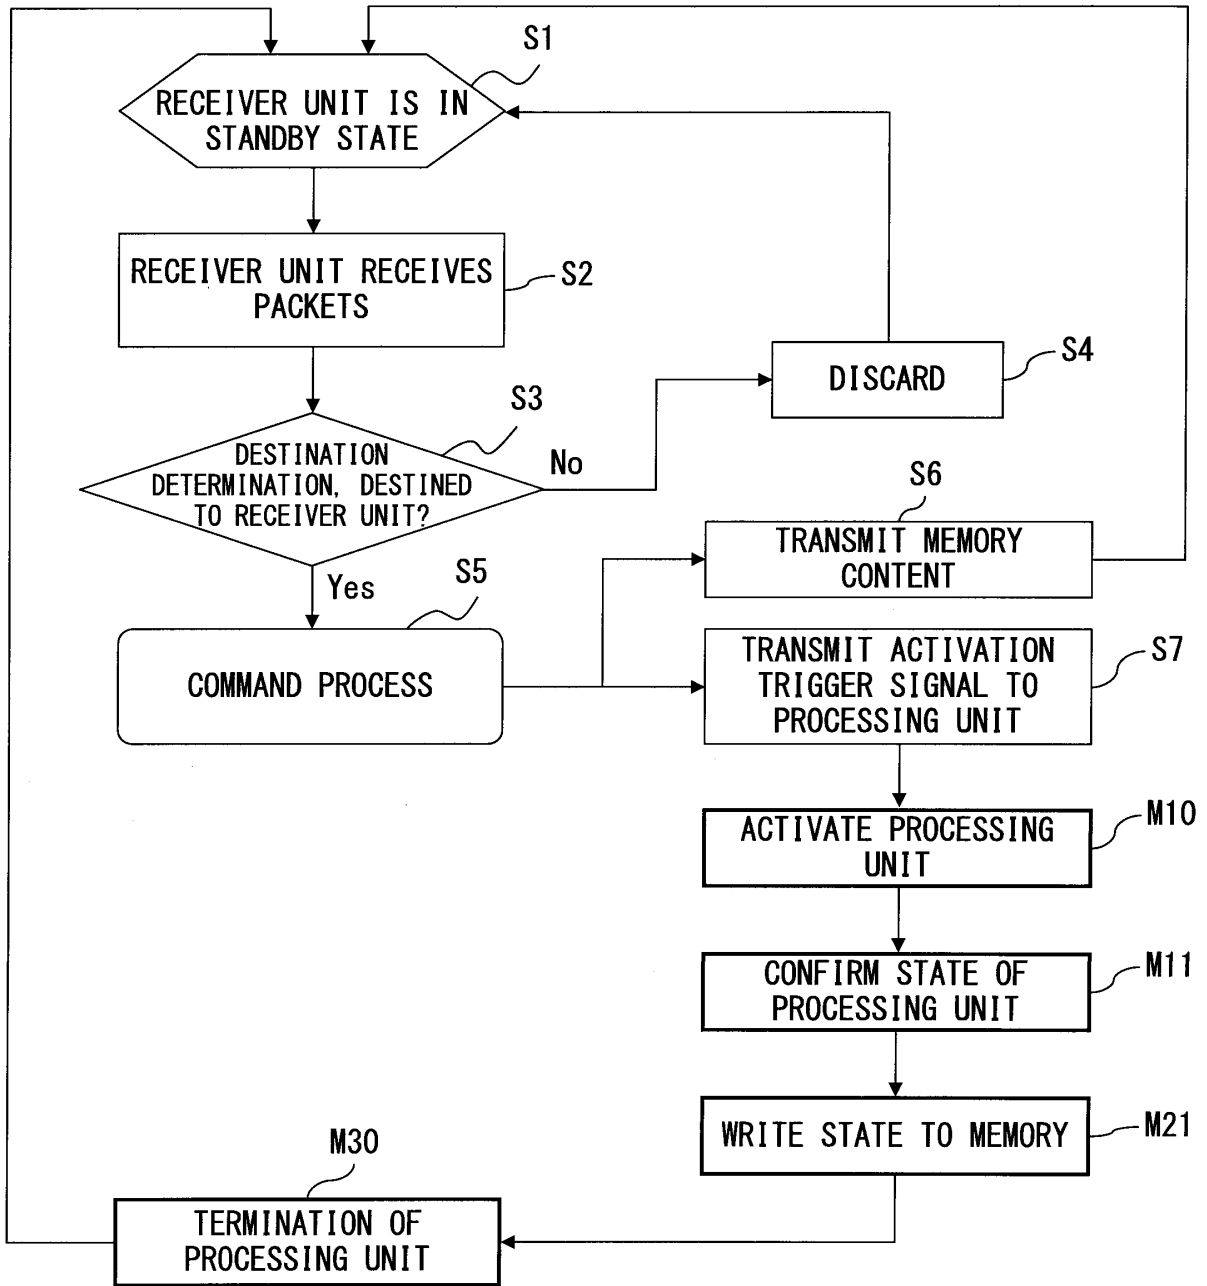 S1
RECEIVER UNIT IS IN
STANDBY STATE
RECEIVER UNIT RECEIVES
PACKETS
S2
S4
DISCARD
S3
DESTINATION
DETERMINATION, DESTINED
TO RECEIVER UNIT?
No
Yes
S6
TRANSMIT MEMORY
CONTENT
S5
COMMAND PROCESS
S7
TRANSMIT ACTIVATION
TRIGGER SIGNAL TO
PROCESSING UNIT
M10
ACTIVATE PROCESSING
UNIT
M11
CONFIRM STATE OF
PROCESSING UNIT
M21
WRITE STATE TO MEMORY
M30
TERMINATION OF
PROCESSING UNIT